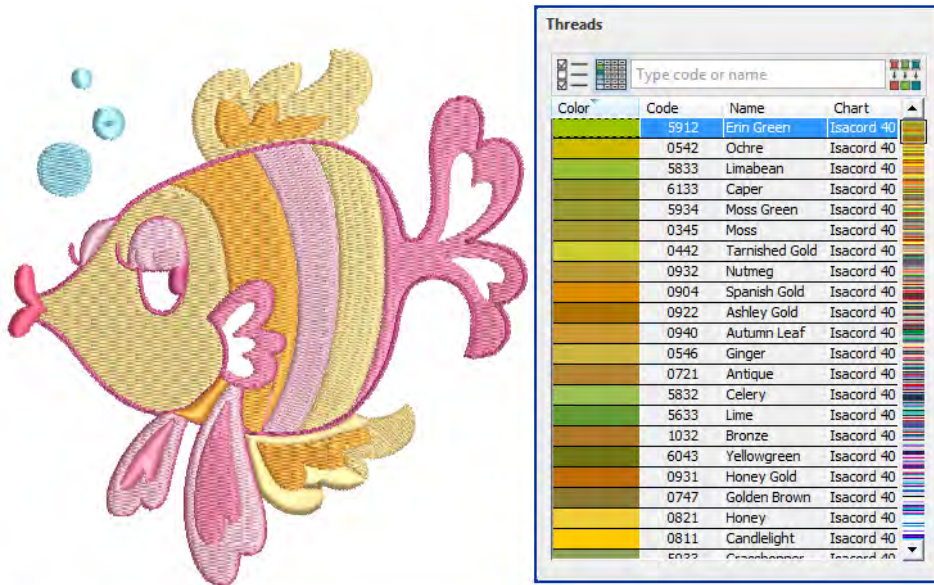 Threads
Type code or name
Color Code Name Chart
5912 Erin Green Isacord 40
0542 Ochre Isacord 40
5833 Limabean Isacord 40
6133 Caper Isacord 40
5934 Moss Green Isacord 40
0345 Moss Isacord 40
0442 Tarnished Gold Isacord 40
0932 Nutmeg Isacord 40
0904 Spanish Gold Isacord 40
0922 Ashley Gold Isacord 40
0940 Autumn Leaf Isacord 40
0546 Ginger Isacord 40
0721 Antique Isacord 40
5832 Celery Isacord 40
5633 Lime Isacord 40
1032 Bronze Isacord 40
6043 Yellowgreen Isacord 40
0931 Honey Gold Isacord 40
0747 Golden Brown Isacord 40
0821 Honey Isacord 40
0811 Candlelight Isacord 40